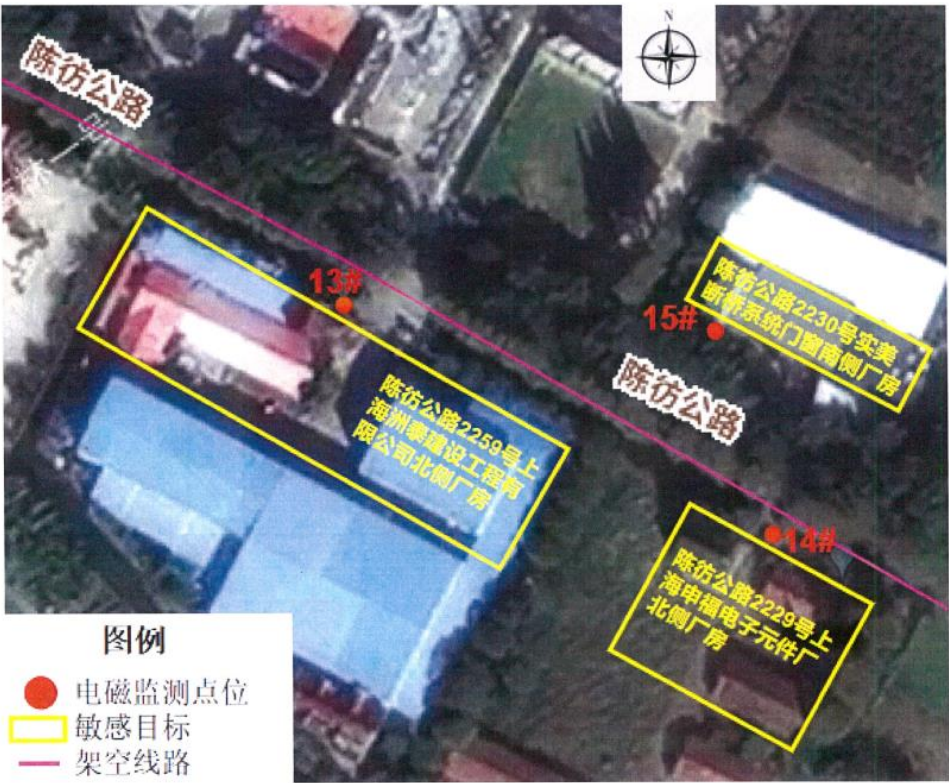 N
陈彷公路
13#
陈彷公路2230号实美
断桥系统门窗南侧厂房
15#
陈彷公路
陈彷公路2259号上
海洲泰建设工程有
限公司北侧厂房
14#
陈彷公路2229号上
海申福电子元件厂
北侧厂房
图例
电磁监测点位
敏感目标
架空线路